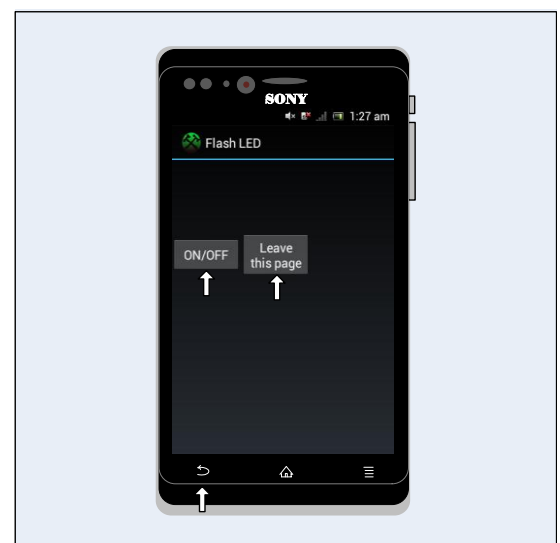 SONY
1:27 am
Flash LED
ON/OFF
Leave
this page